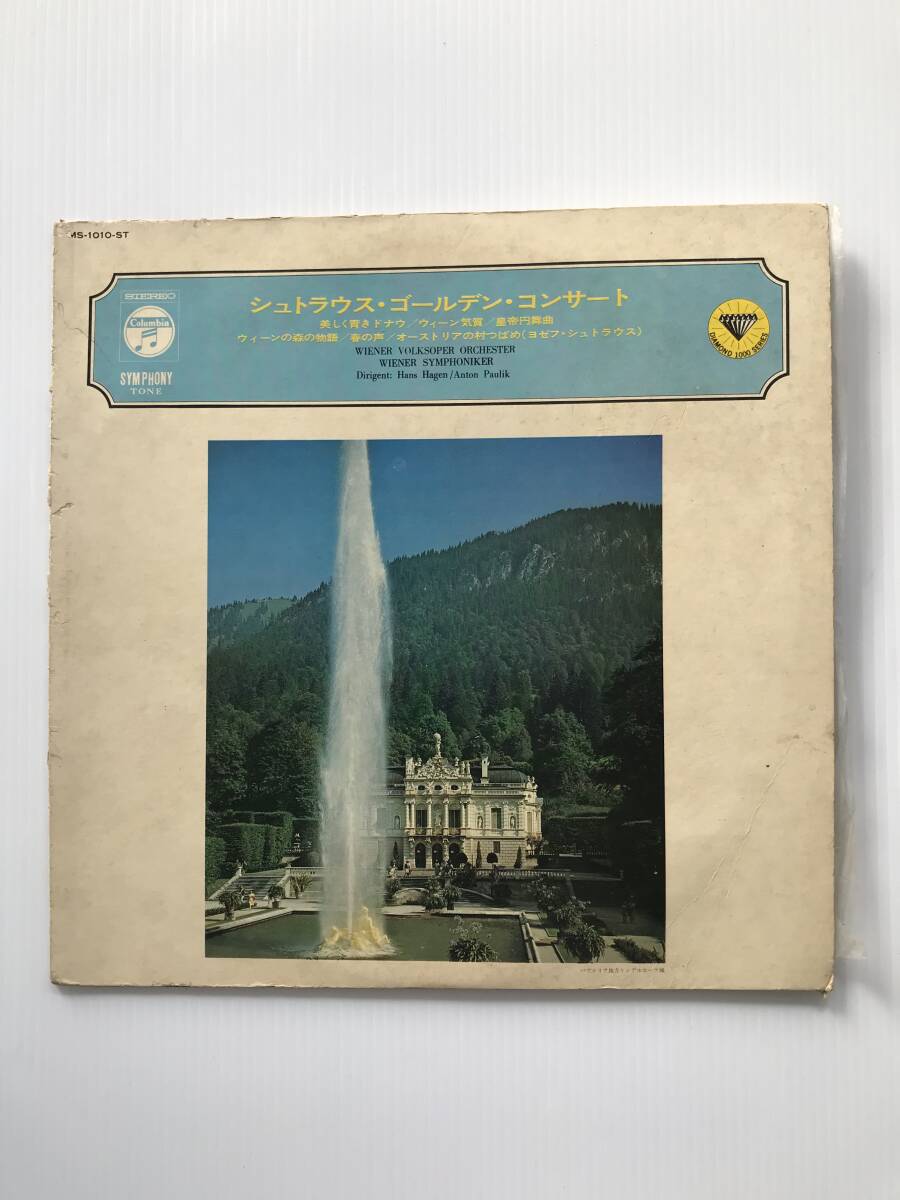 MS-1010-ST
STEREO
Columbia
SYMPHONY
TONE
シュトラウス・ゴールデン・コンサート
美しく青きドナウ/ウィーン気質/皇帝円舞曲
ウィーンの森の物語/春の声/オーストリアの村つばめ(ヨゼフ・シュトラウス)
WIENER VOLKSOPER ORCHESTER
WIENER SYMPHONIKER
Dirigent: Hans Hagen/Anton Paulik
DIAMOND 1000 SERIES